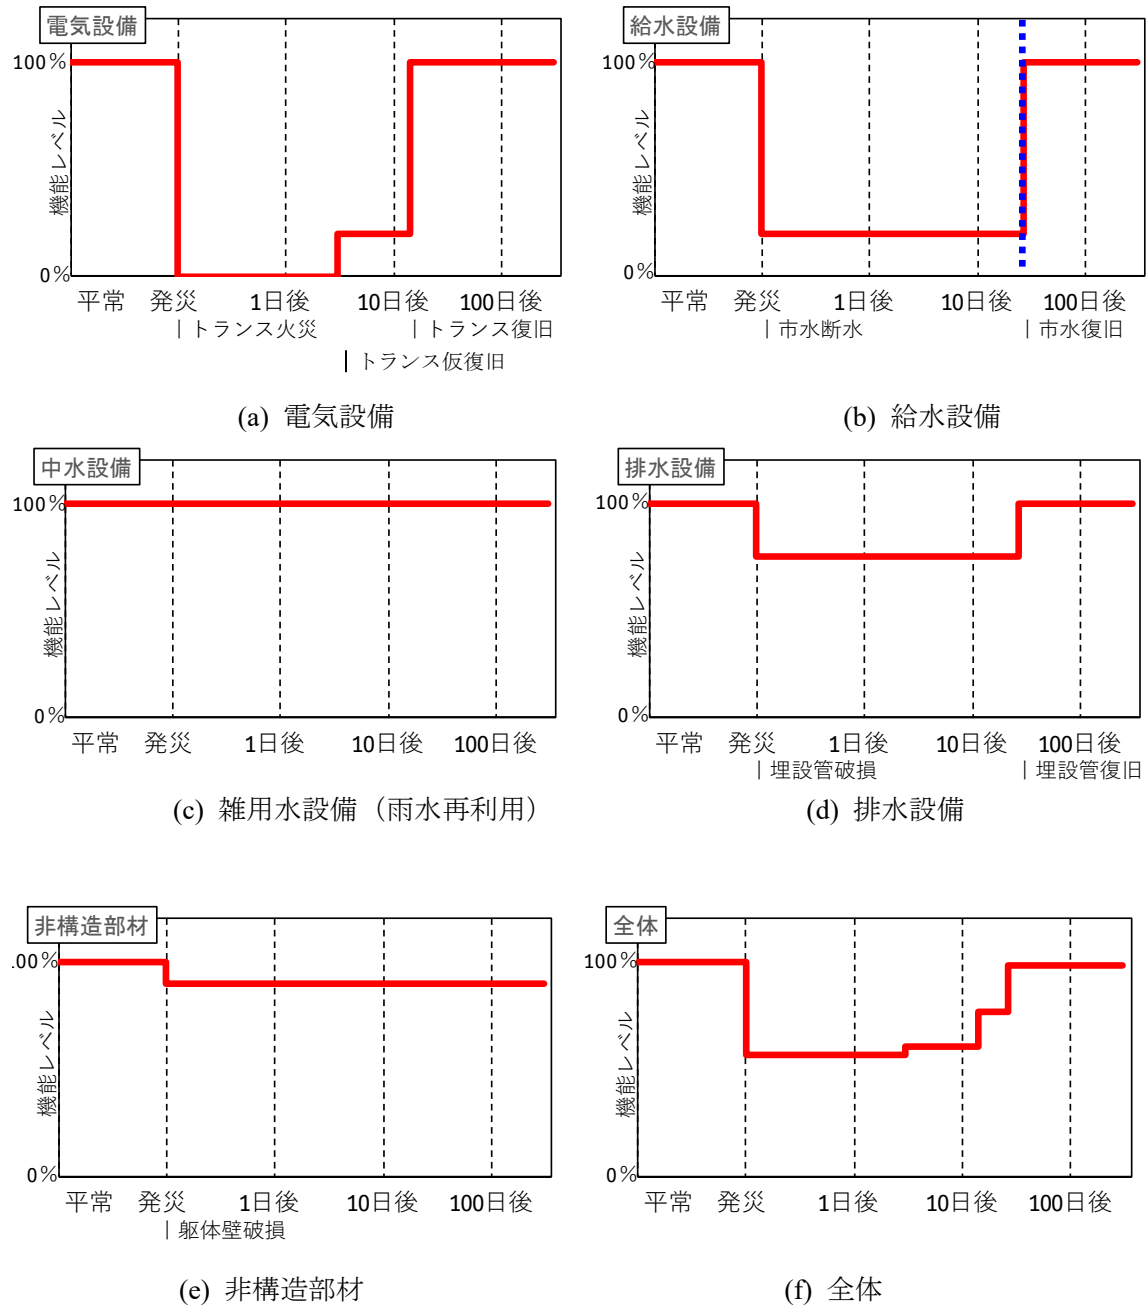 電気設備
100%
機能レベル
0%
平常 発災 1日後 10日後 100日後
|トランス火災 |トランス復旧
|トランス仮復旧
(a) 電気設備
給水設備
100%
機能レベル
0%
平常 発災 1日後 10日後 100日後
|市水断水 |市水復旧
(b) 給水設備
中水設備
100%
機能レベル
0%
平常 発災 1日後 10日後 100日後
(c) 雑用水設備（雨水再利用）
排水設備
100%
機能レベル
0%
平常 発災 1日後 10日後 100日後
|埋設管破損 |埋設管復旧
(d) 排水設備
非構造部材
.00%
機能レベル
0%
平常 発災 1日後 10日後 100日後
|躯体壁破損
(e) 非構造部材
全体
100%
機能レベル
0%
平常 発災 1日後 10日後 100日後
(f) 全体